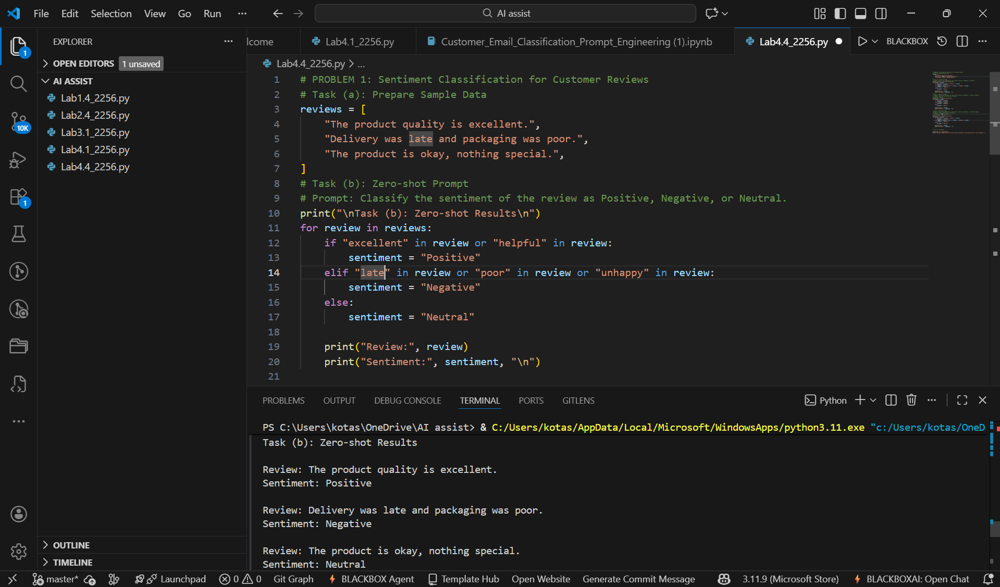 File Edit Selection View Go Run ··· AI assist
EXPLORER ···
OPEN EDITORS 1 unsaved
AI ASSIST
Lab1.4_2256.py
Lab2.4_2256.py
Lab3.1_2256.py
Lab4.1_2256.py
Lab4.4_2256.py
1
10K
1
OUTLINE
TIMELINE
lcome Lab4.1_2256.py Customer_Email_Classification_Prompt_Engineering (1).ipynb Lab4.4_2256.py BLACKBOX ···
Lab4.4_2256.py > ...
1 # PROBLEM 1: Sentiment Classification for Customer Reviews
2 # Task (a): Prepare Sample Data
3 reviews = [
4     "The product quality is excellent.",
5     "Delivery was late and packaging was poor.",
6     "The product is okay, nothing special.",
7 ]
8 # Task (b): Zero-shot Prompt
9 # Prompt: Classify the sentiment of the review as Positive, Negative, or Neutral.
10 print("\nTask (b): Zero-shot Results\n")
11 for review in reviews:
12     if "excellent" in review or "helpful" in review:
13         sentiment = "Positive"
14     elif "late" in review or "poor" in review or "unhappy" in review:
15         sentiment = "Negative"
16     else:
17         sentiment = "Neutral"
18
19     print("Review:", review)
20     print("Sentiment:", sentiment, "\n")
21
PROBLEMS OUTPUT DEBUG CONSOLE TERMINAL PORTS GITLENS Python ···
PS C:\Users\kotas\OneDrive\AI assist> & C:/Users/kotas/AppData/Local/Microsoft/WindowsApps/python3.11.exe "c:/Users/kotas/OneD
Task (b): Zero-shot Results
Review: The product quality is excellent.
Sentiment: Positive
Review: Delivery was late and packaging was poor.
Sentiment: Negative
Review: The product is okay, nothing special.
Sentiment: Neutral
master* Launchpad 0 0 Git Graph BLACKBOX Agent Template Hub Open Website Generate Commit Message 3.11.9 (Microsoft Store) BLACKBOXAI: Open Chat